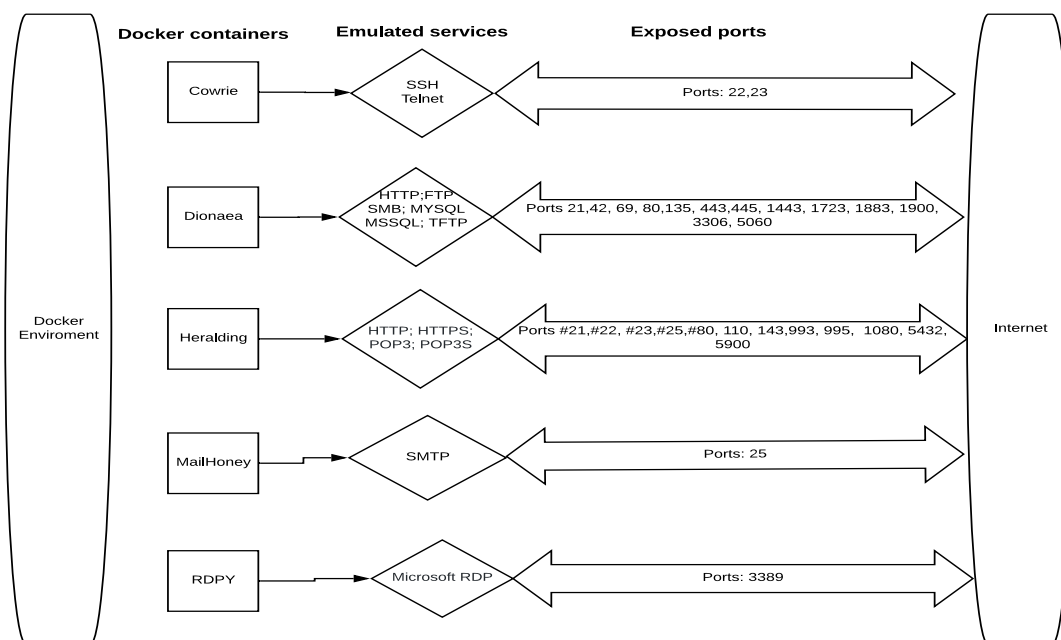 Docker containers
Emulated services
Exposed ports
Cowrie
SSH
Telnet
Ports: 22,23
Dionaea
HTTP;FTP
SMB; MYSQL
MSSQL; TFTP
Ports 21,42, 69, 80,135, 443,445, 1443, 1723, 1883, 1900,
3306, 5060
Docker
Enviroment
Heralding
HTTP; HTTPS;
POP3; POP3S
Ports #21,#22, #23,#25,#80, 110, 143,993, 995, 1080, 5432,
5900
Internet
MailHoney
SMTP
Ports: 25
RDPY
Microsoft RDP
Ports: 3389